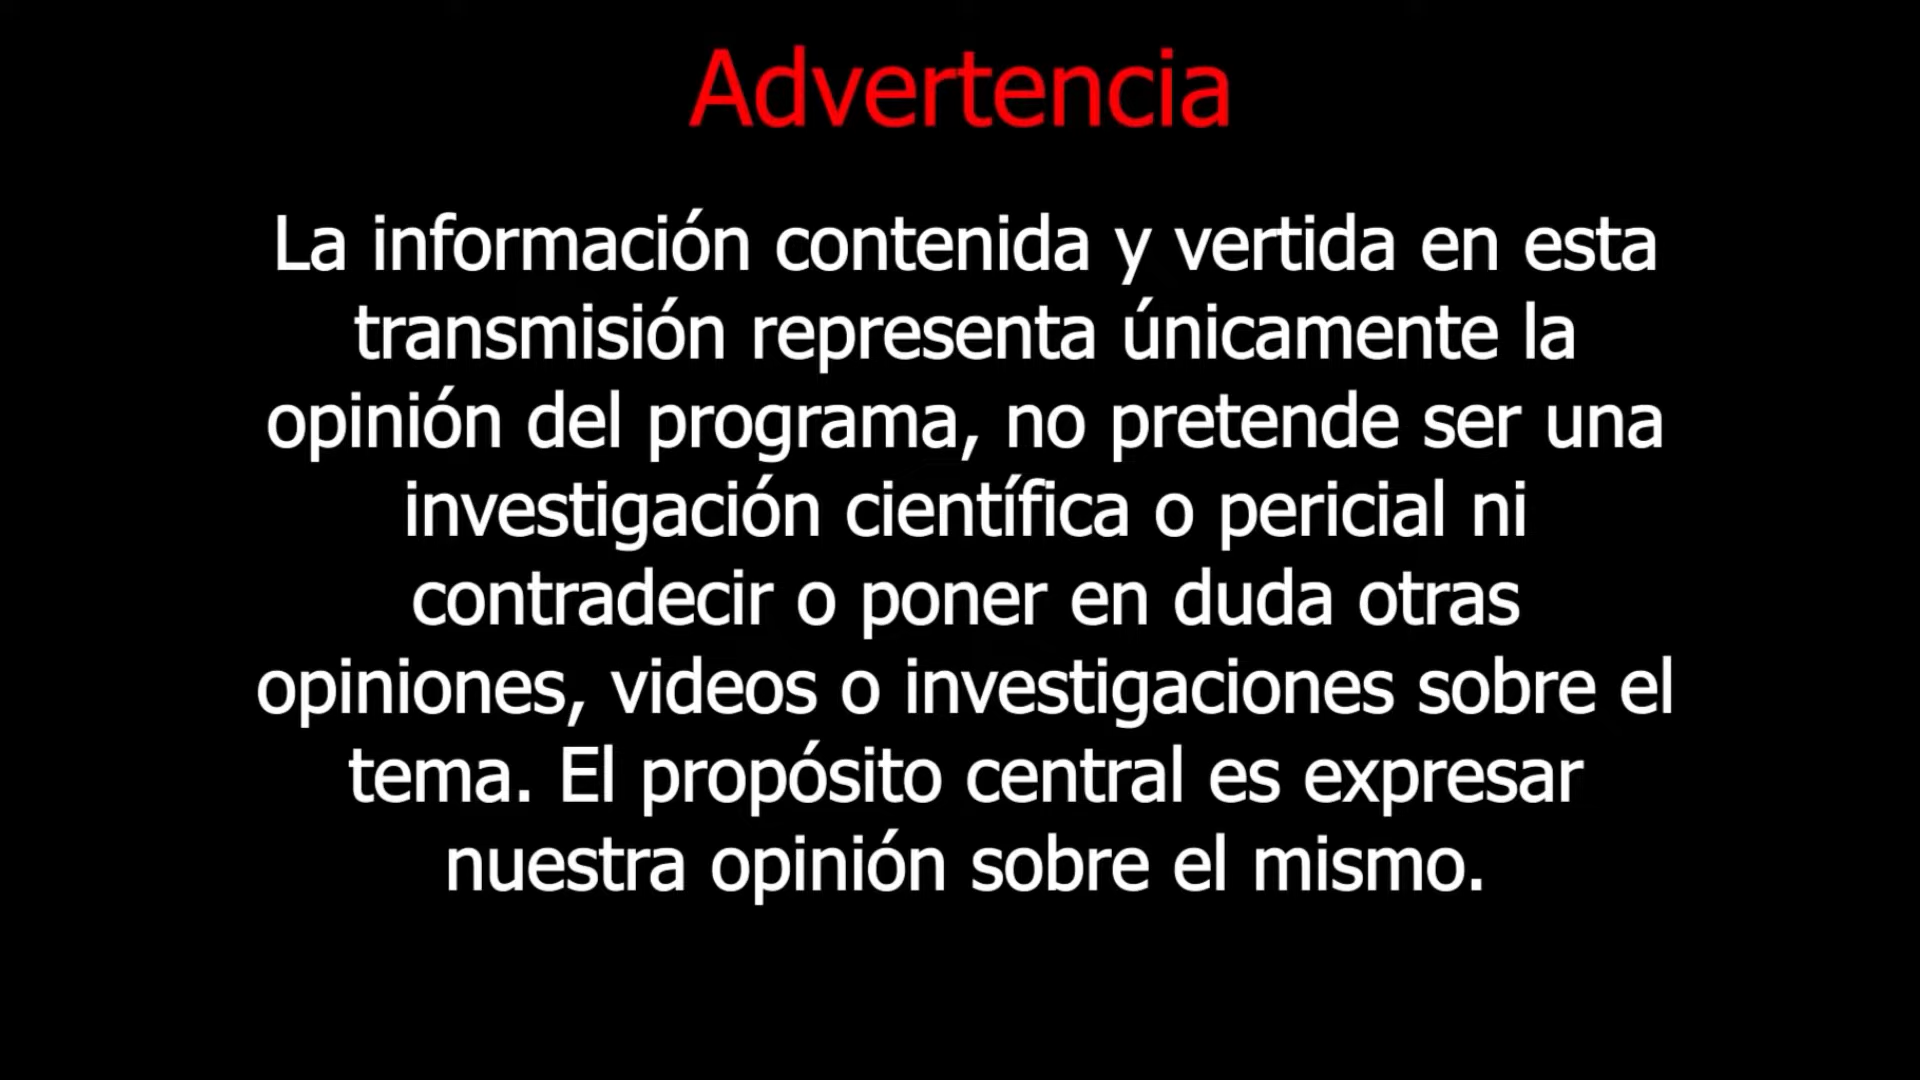 Advertencia
La información contenida y vertida en esta
transmisión representa únicamente la
opinión del programa, no pretende ser una
investigación científica o pericial ni
contradecir o poner en duda otras
opiniones, videos o investigaciones sobre el
tema. El propósito central es expresar
nuestra opinión sobre el mismo.